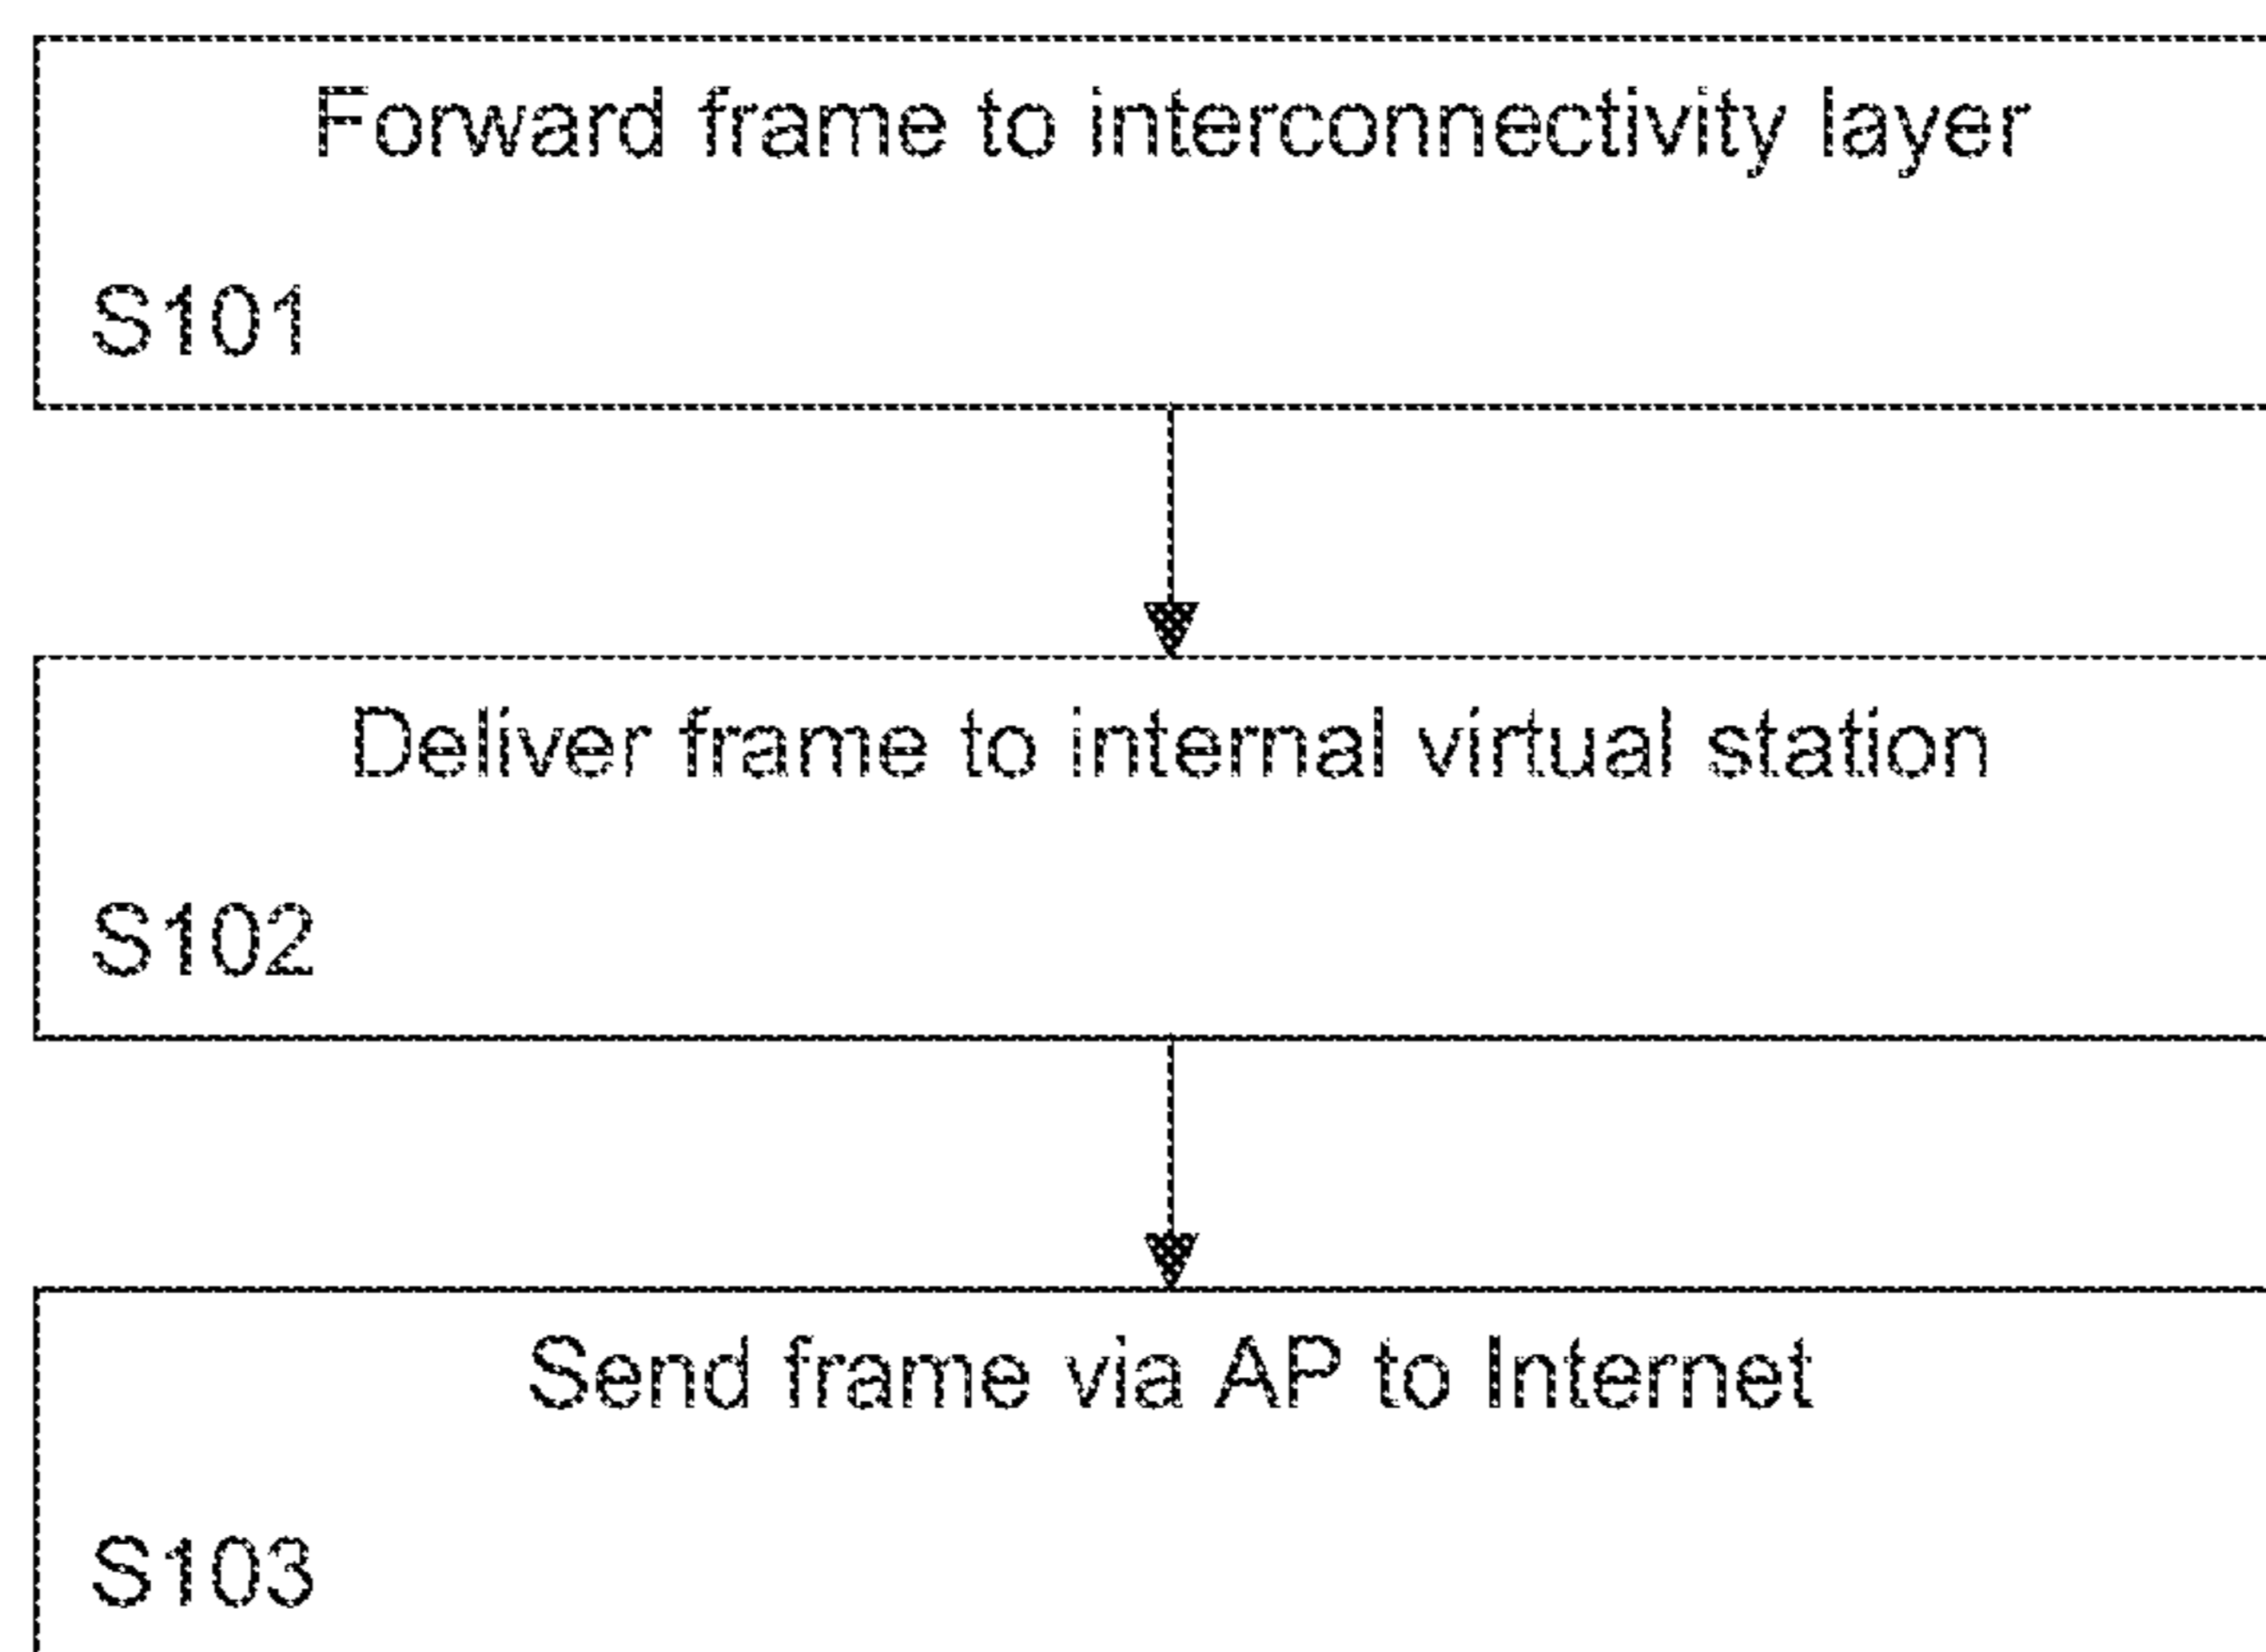 Forward frame to interconnectivity layer
S101
Deliver frame to internal virtual station
S102
Send frame via AP to Internet
S103